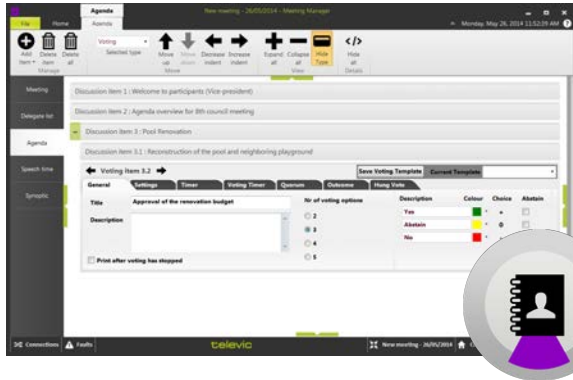 Agenda
New meeting - 26/05/2014 - Meeting Manager
File Home Agenda
Monday, May 26, 2014 11:52:09 AM
Add item Delete item Delete all
Manage
Voting
Selected type
Move up Move down Decrease indent Increase indent
Move
Expand all Collapse all Hide Type
View
</>
Hide all
Details
Meeting
Delegate list
Agenda
Speech time
Synoptic
Discussion item 1 : Welcome to participants (Vice-president)
Discussion item 2 : Agenda overview for 8th council meeting
Discussion item 3 : Pool Renovation
Discussion item 3.1 : Reconstruction of the pool and neighboring playground
Voting item 3.2
Save Voting Template Current Template
General Settings Timer Voting Timer Quorum Outcome Hung Vote
Title Approval of the renovation budget
Description
Print after voting has stopped
Nr of voting options
2
3
4
5
Description Colour Choice Abstain
Yes +
Abstain 0
No -
Connections Faults
televic
New meeting - 26/05/2014